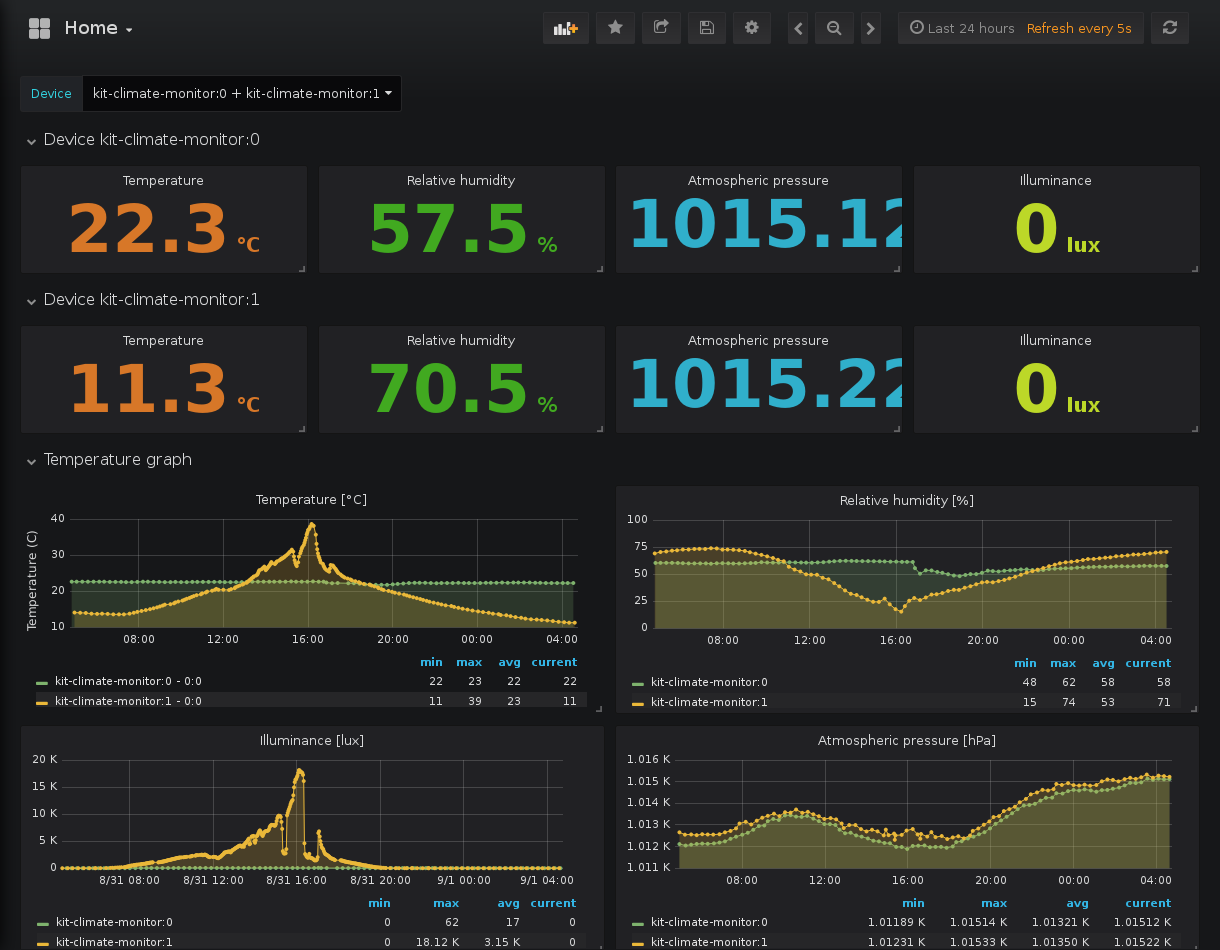 Home
Last 24 hours Refresh every 5s
Device kit-climate-monitor:0 + kit-climate-monitor:1
Device kit-climate-monitor:0
Temperature Relative humidity Atmospheric pressure Illuminance
22.3 °C 57.5 % 1015.12 0 lux
Device kit-climate-monitor:1
Temperature Relative humidity Atmospheric pressure Illuminance
11.3 °C 70.5 % 1015.22 0 lux
Temperature graph
Temperature [°C]
Temperature (C)
40
30
20
10
08:00 12:00 16:00 20:00 00:00 04:00
min max avg current
kit-climate-monitor:0 - 0:0 22 23 22 22
kit-climate-monitor:1 - 0:0 11 39 23 11
Relative humidity [%]
100
75
50
25
0
08:00 12:00 16:00 20:00 00:00 04:00
min max avg current
kit-climate-monitor:0 48 62 58 58
kit-climate-monitor:1 15 74 53 71
Illuminance [lux]
20 K
15 K
10 K
5 K
0
8/31 08:00 8/31 12:00 8/31 16:00 8/31 20:00 9/1 00:00 9/1 04:00
min max avg current
kit-climate-monitor:0 0 62 17 0
kit-climate-monitor:1 0 18.12 K 3.15 K 0
Atmospheric pressure [hPa]
1.016 K
1.015 K
1.014 K
1.013 K
1.012 K
1.011 K
08:00 12:00 16:00 20:00 00:00 04:00
min max avg current
kit-climate-monitor:0 1.01189 K 1.01514 K 1.01321 K 1.01512 K
kit-climate-monitor:1 1.01231 K 1.01533 K 1.01350 K 1.01522 K